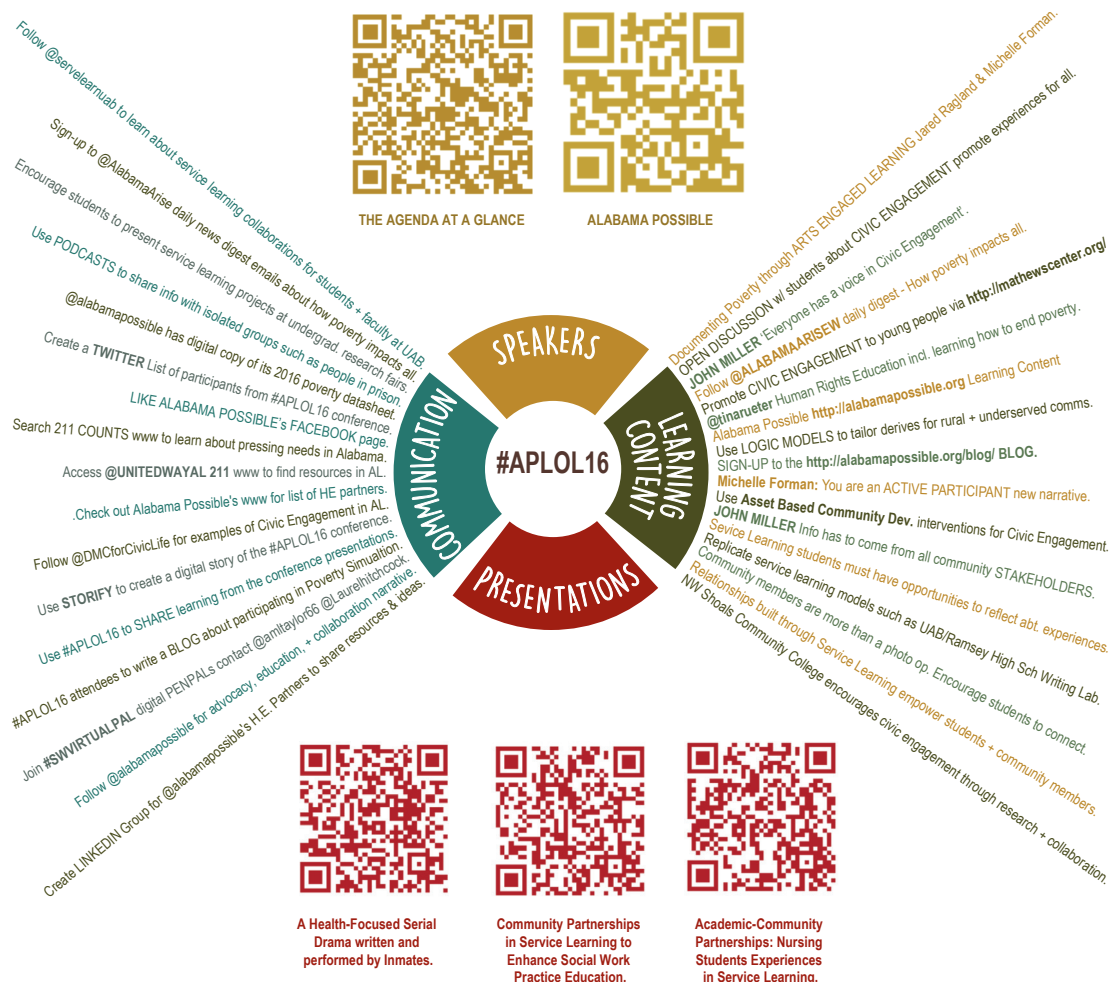 THE AGENDA AT A GLANCE
ALABAMA POSSIBLE
Follow @servelearnuab to learn about service learning collaborations for students + faculty at UAB.
Sign-up to @AlabamaArise daily news digest emails about how poverty impacts all.
Encourage students to present service learning projects at undergrad. research fairs.
Use PODCASTS to share info with isolated groups such as people in prison.
@alabamapossible has digital copy of its 2016 poverty datasheet.
Create a TWITTER List of participants from #APLOL16 conference.
LIKE ALABAMA POSSIBLE's FACEBOOK page.
Search 211 COUNTS www to learn about pressing needs in Alabama.
Access @UNITEDWAYAL 211 www to find resources in AL.
.Check out Alabama Possible's www for list of HE partners.
Follow @DMCforCivicLife for examples of Civic Engagement in AL.
Use STORIFY to create a digital story of the #APLOL16 conference.
Use #APLOL16 to SHARE learning from the conference presentations.
#APLOL16 attendees to write a BLOG about participating in Poverty Simualtion.
Join #SWVIRTUALPAL digital PENPALs contact @amltaylor66 @Laurelhitchcock.
Follow @alabamapossible for advocacy, education, + collaboration narrative.
Create LINKEDIN Group for @alabamapossible's H.E. Partners to share resources & ideas.
SPEAKERS
COMMUNICATION
#APLOL16
LEARNING
CONTENT
PRESENTATIONS
Documenting Poverty through ARTS ENGAGED LEARNING Jared Ragland & Michelle Forman.
OPEN DISCUSSION w/ students about CIVIC ENGAGEMENT promote experiences for all.
JOHN MILLER 'Everyone has a voice in Civic Engagement'.
Follow @ALABAMAARISEW daily digest - How poverty impacts all.
Promote CIVIC ENGAGEMENT to young people via http://mathewscenter.org/
@tinarueter Human Rights Education incl. learning how to end poverty.
Alabama Possible http://alabamapossible.org Learning Content
Use LOGIC MODELS to tailor derives for rural + underserved comms.
SIGN-UP to the http://alabamapossible.org/blog/ BLOG.
Michelle Forman: You are an ACTIVE PARTICIPANT new narrative.
Use Asset Based Community Dev. interventions for Civic Engagement.
JOHN MILLER Info has to come from all community STAKEHOLDERS.
Sevice Learning students must have opportunities to reflect abt. experiences.
Replicate service learning models such as UAB/Ramsey High Sch Writing Lab.
Community members are more than a photo op. Encourage students to connect.
Relationships built through Service Learning empower students + community members.
NW Shoals Community College encourages civic engagement through research + collaboration.
A Health-Focused Serial
Drama written and
performed by Inmates.
Community Partnerships
in Service Learning to
Enhance Social Work
Practice Education.
Academic-Community
Partnerships: Nursing
Students Experiences
in Service Learning.